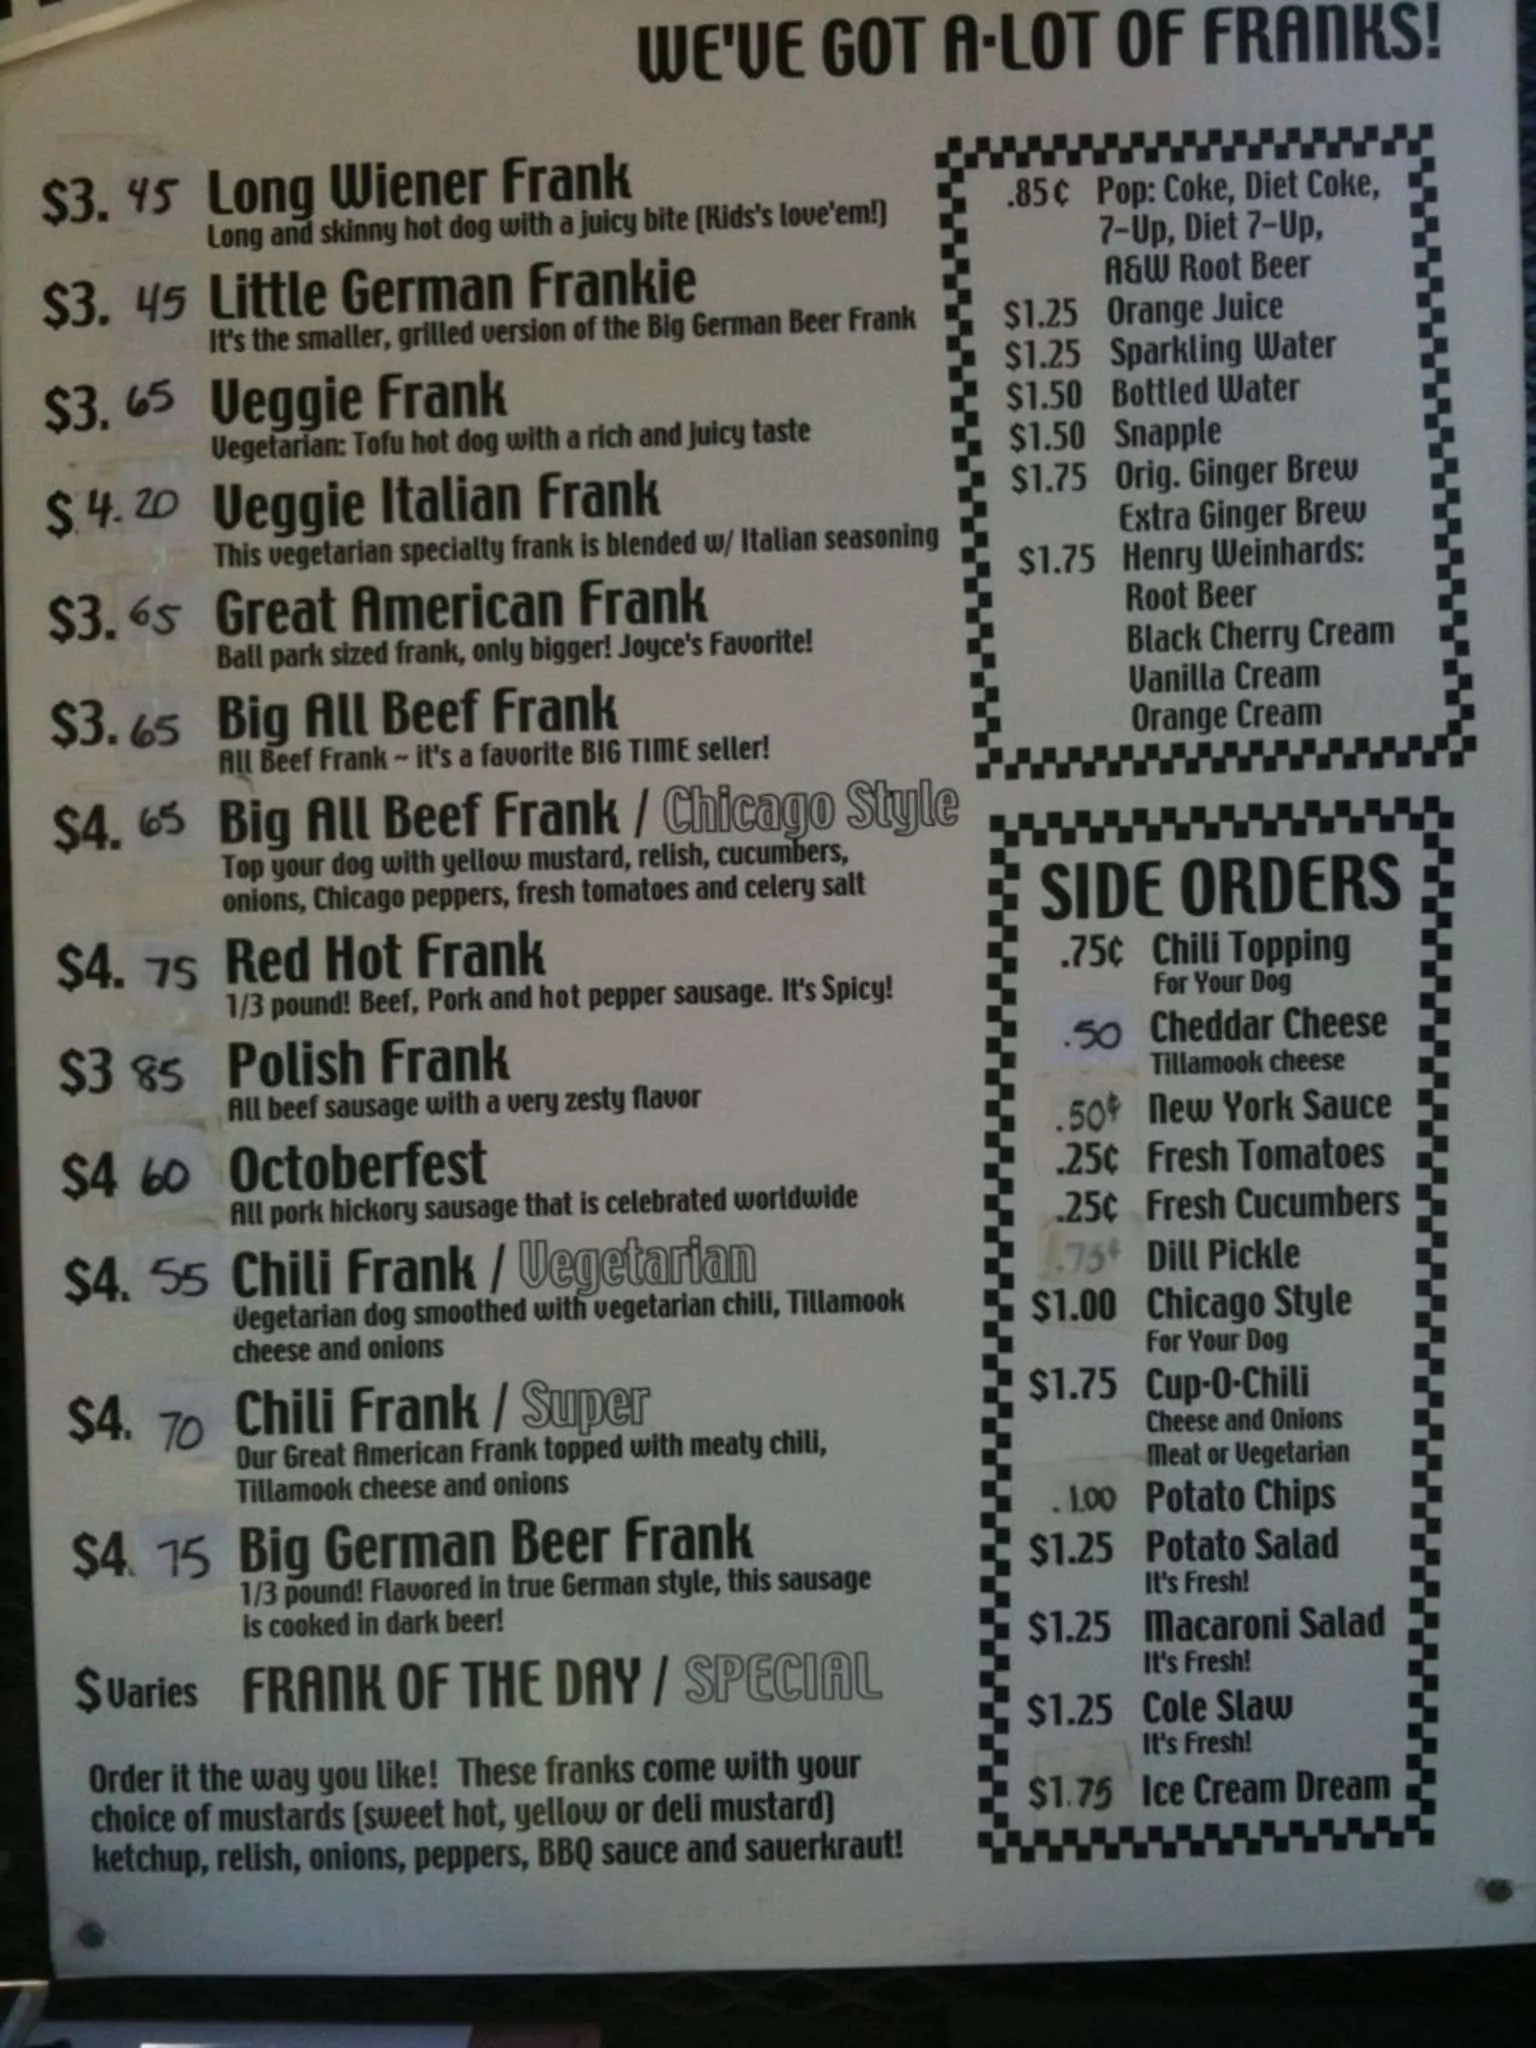 WE'VE GOT A-LOT OF FRANKS!
$3.45 Long Wiener Frank
Long and skinny hot dog with a juicy bite (Kids's love'em!)
$3.45 Little German Frankie
It's the smaller, grilled version of the Big German Beer Frank
$3.65 Veggie Frank
Vegetarian: Tofu hot dog with a rich and juicy taste
$4.20 Veggie Italian Frank
This vegetarian specialty frank is blended w/ Italian seasoning
$3.65 Great American Frank
Ball park sized frank, only bigger! Joyce's Favorite!
$3.65 Big All Beef Frank
All Beef Frank ~ it's a favorite BIG TIME seller!
$4.65 Big All Beef Frank / Chicago Style
Top your dog with yellow mustard, relish, cucumbers,
onions, Chicago peppers, fresh tomatoes and celery salt
$4.75 Red Hot Frank
1/3 pound! Beef, Pork and hot pepper sausage. It's Spicy!
$3 85 Polish Frank
All beef sausage with a very zesty flavor
$4 60 Octoberfest
All pork hickory sausage that is celebrated worldwide
$4.55 Chili Frank / Vegetarian
Vegetarian dog smoothed with vegetarian chili, Tillamook
cheese and onions
$4.70 Chili Frank / Super
Our Great American Frank topped with meaty chili,
Tillamook cheese and onions
$4.75 Big German Beer Frank
1/3 pound! Flavored in true German style, this sausage
is cooked in dark beer!
$ Varies FRANK OF THE DAY / SPECIAL
Order it the way you like! These franks come with your
choice of mustards (sweet hot, yellow or deli mustard)
ketchup, relish, onions, peppers, BBQ sauce and sauerkraut!
.85¢ Pop: Coke, Diet Coke,
7-Up, Diet 7-Up,
A&W Root Beer
$1.25 Orange Juice
$1.25 Sparkling Water
$1.50 Bottled Water
$1.50 Snapple
$1.75 Orig. Ginger Brew
Extra Ginger Brew
$1.75 Henry Weinhards:
Root Beer
Black Cherry Cream
Vanilla Cream
Orange Cream
SIDE ORDERS
.75¢ Chili Topping
For Your Dog
.50 Cheddar Cheese
Tillamook cheese
.50¢ New York Sauce
.25¢ Fresh Tomatoes
.25¢ Fresh Cucumbers
.75¢ Dill Pickle
$1.00 Chicago Style
For Your Dog
$1.75 Cup-O-Chili
Cheese and Onions
Meat or Vegetarian
.1.00 Potato Chips
$1.25 Potato Salad
It's Fresh!
$1.25 Macaroni Salad
It's Fresh!
$1.25 Cole Slaw
It's Fresh!
$1.75 Ice Cream Dream